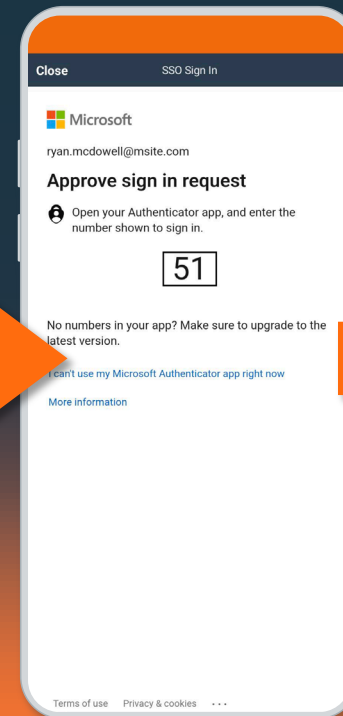 Close
SSO Sign In
Microsoft
ryan.mcdowell@msite.com
Approve sign in request
Open your Authenticator app, and enter the
number shown to sign in.
51
No numbers in your app? Make sure to upgrade to the
latest version.
I can't use my Microsoft Authenticator app right now
More information
Terms of use Privacy & cookies ...